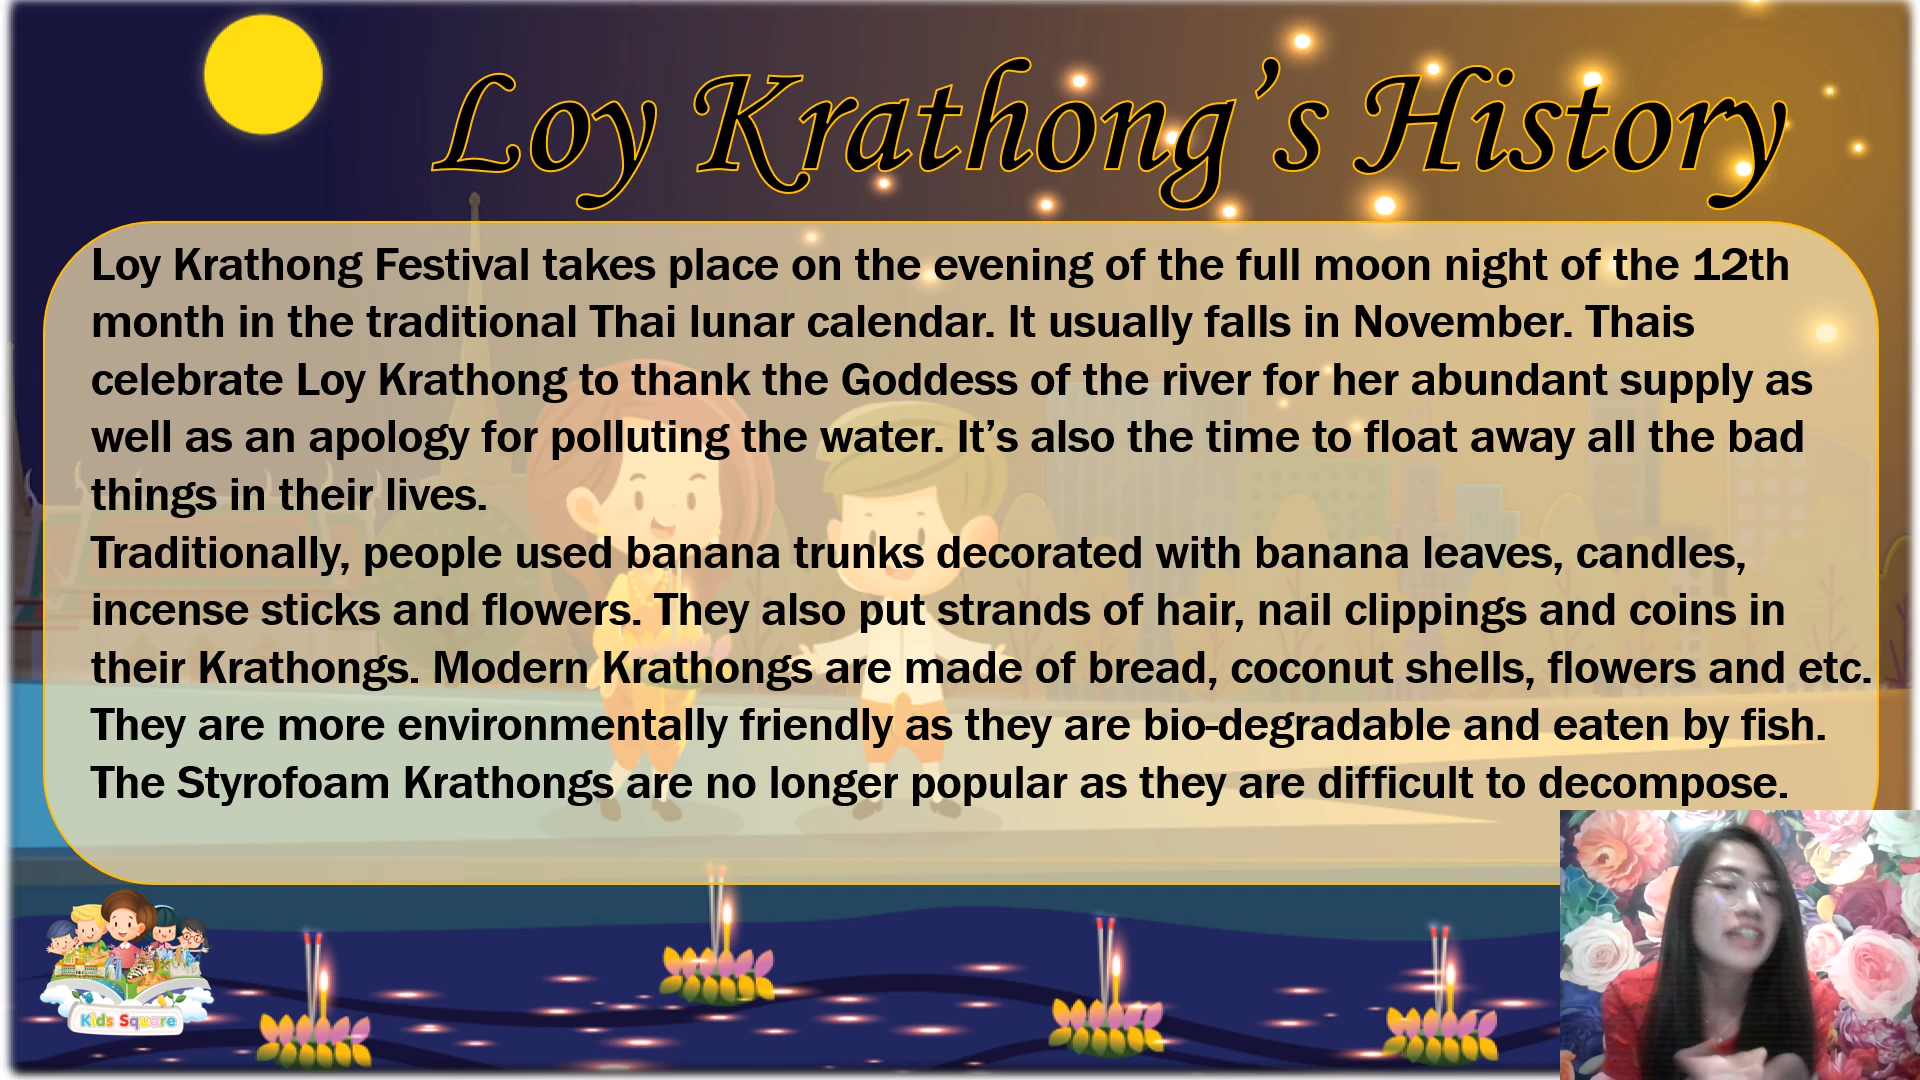 Loy Krathong’s History
Loy Krathong Festival takes place on the evening of the full moon night of the 12th
month in the traditional Thai lunar calendar. It usually falls in November. Thais
celebrate Loy Krathong to thank the Goddess of the river for her abundant supply as
well as an apology for polluting the water. It’s also the time to float away all the bad
things in their lives.
Traditionally, people used banana trunks decorated with banana leaves, candles,
incense sticks and flowers. They also put strands of hair, nail clippings and coins in
their Krathongs. Modern Krathongs are made of bread, coconut shells, flowers and etc.
They are more environmentally friendly as they are bio-degradable and eaten by fish.
The Styrofoam Krathongs are no longer popular as they are difficult to decompose.
Kids Square